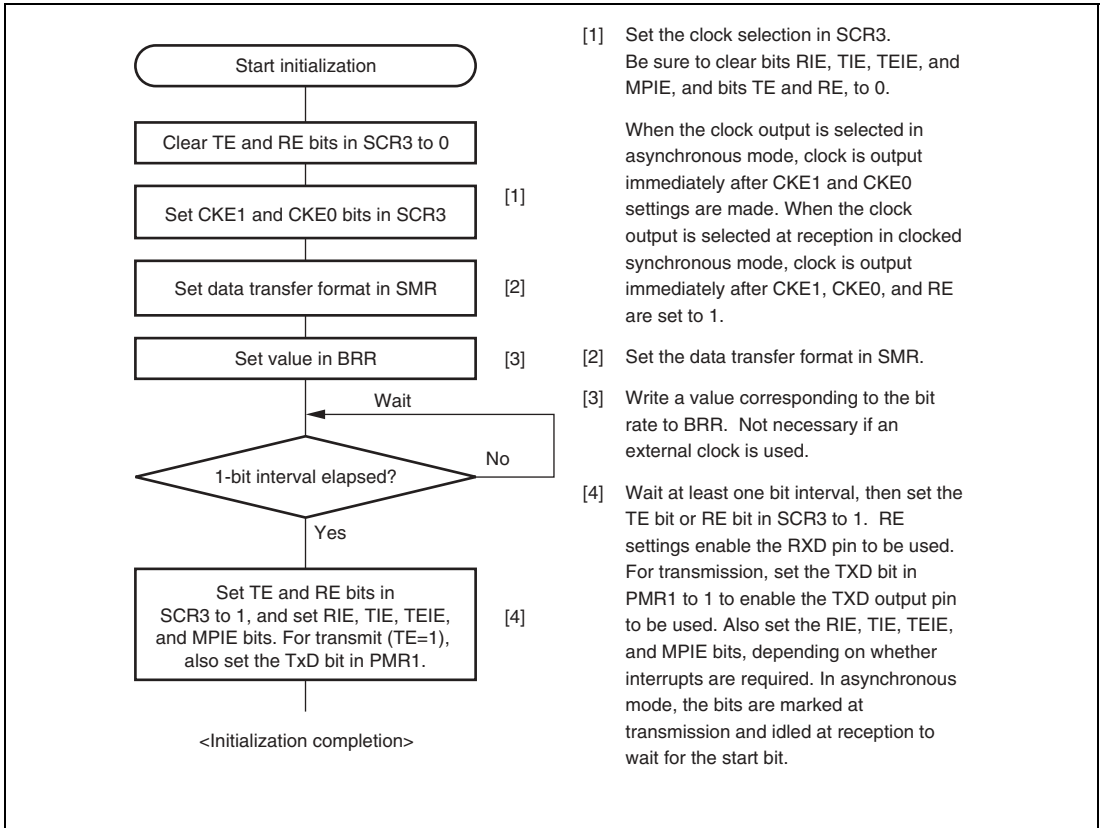 Start initialization
Clear TE and RE bits in SCR3 to 0
Set CKE1 and CKE0 bits in SCR3
[1]
Set data transfer format in SMR
[2]
Set value in BRR
[3]
Wait
1-bit interval elapsed?
No
Yes
Set TE and RE bits in
SCR3 to 1, and set RIE, TIE, TEIE,
and MPIE bits. For transmit (TE=1),
also set the TxD bit in PMR1.
[4]
<Initialization completion>
[1] Set the clock selection in SCR3.
Be sure to clear bits RIE, TIE, TEIE, and
MPIE, and bits TE and RE, to 0.
When the clock output is selected in
asynchronous mode, clock is output
immediately after CKE1 and CKE0
settings are made. When the clock
output is selected at reception in clocked
synchronous mode, clock is output
immediately after CKE1, CKE0, and RE
are set to 1.
[2] Set the data transfer format in SMR.
[3] Write a value corresponding to the bit
rate to BRR. Not necessary if an
external clock is used.
[4] Wait at least one bit interval, then set the
TE bit or RE bit in SCR3 to 1. RE
settings enable the RXD pin to be used.
For transmission, set the TXD bit in
PMR1 to 1 to enable the TXD output pin
to be used. Also set the RIE, TIE, TEIE,
and MPIE bits, depending on whether
interrupts are required. In asynchronous
mode, the bits are marked at
transmission and idled at reception to
wait for the start bit.